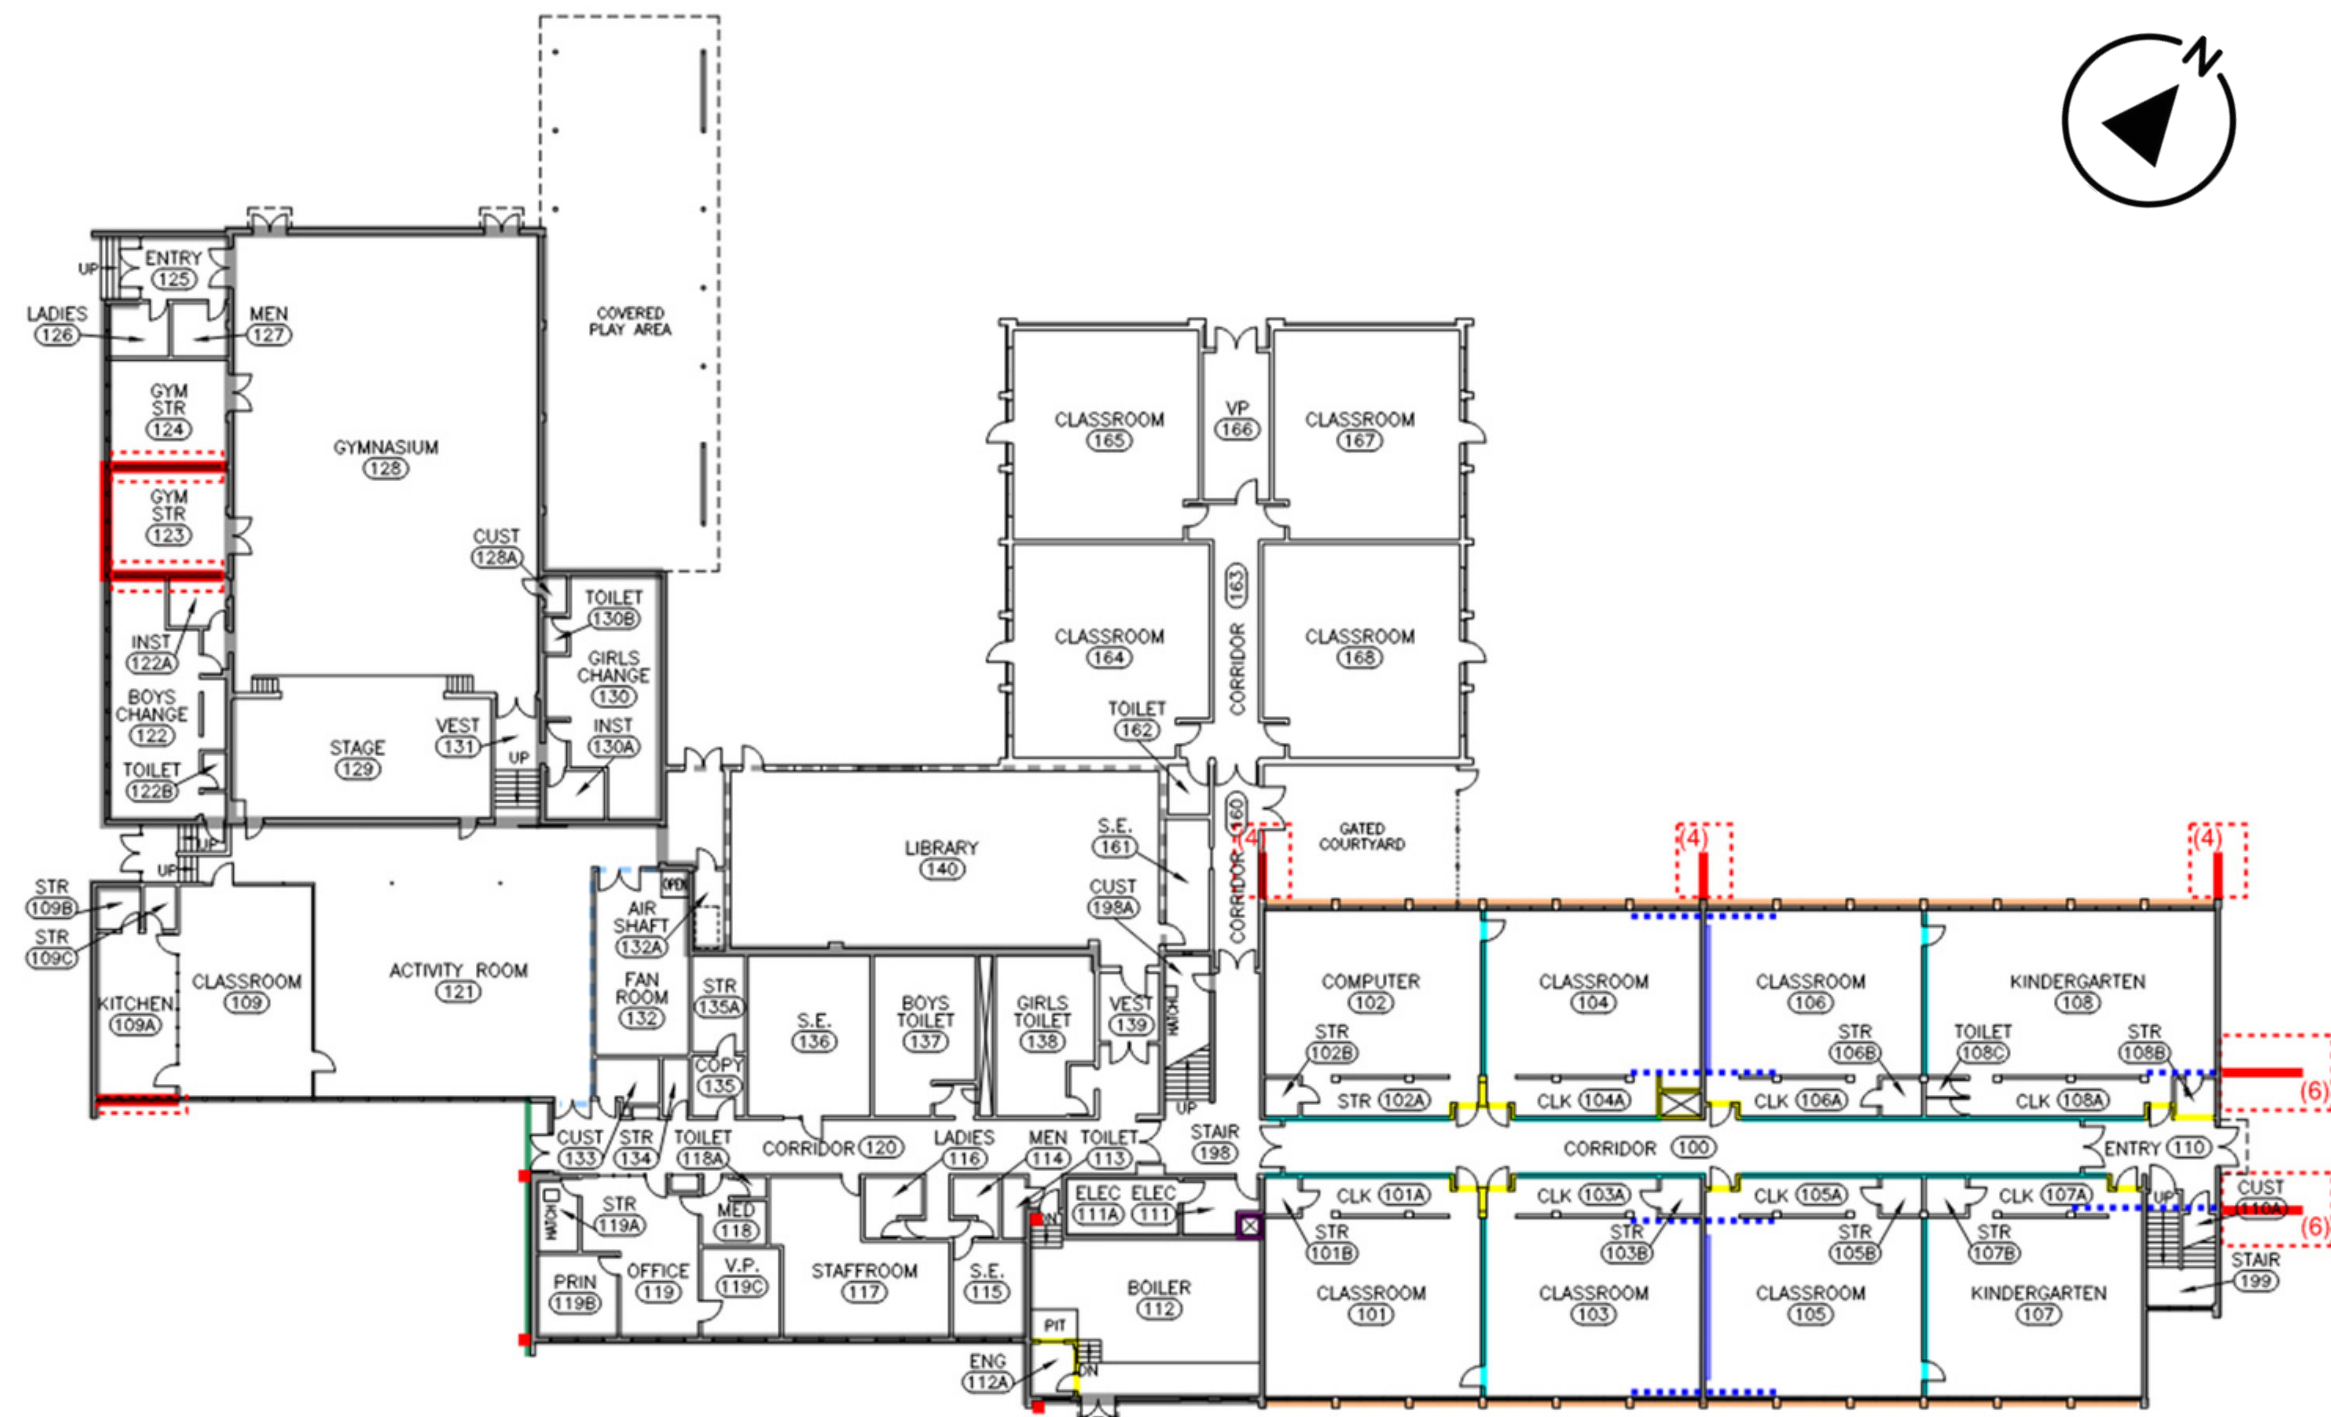 N
ENTRY
125
UP
LADIES
126
MEN
127
COVERED
PLAY AREA
GYM
STR
124
GYMNASIUM
128
GYM
STR
123
CUST
128A
TOILET
130B
GIRLS
CHANGE
130
INST
122A
BOYS
CHANGE
122
VEST
131
INST
130A
STAGE
129
UP
TOILET
122B
UP
UP
CLASSROOM
165
VP
166
CLASSROOM
167
163
CORRIDOR
CLASSROOM
164
CLASSROOM
168
TOILET
162
160
CORRIDOR
GATED
COURTYARD
S.E.
161
LIBRARY
140
CUST
198A
(4)
(4)
(4)
STR
109B
STR
109C
OPEN
AIR
SHAFT
132A
FAN
ROOM
132
KITCHEN
109A
CLASSROOM
109
ACTIVITY ROOM
121
STR
135A
COPY
135
S.E.
136
BOYS
TOILET
137
GIRLS
TOILET
138
VEST
139
HATCH
UP
COMPUTER
102
CLASSROOM
104
CLASSROOM
106
KINDERGARTEN
108
STR
102B
STR
106B
TOILET
108C
STR
108B
STR 102A
CLK 104A
CLK 106A
CLK 108A
(6)
CUST
133
STR
134
TOILET
118A
CORRIDOR 120
LADIES
116
MEN
114
TOILET
113
STAIR
198
CORRIDOR 100
ENTRY 110
HATCH
STR
119A
MED
118
DN
ELEC
111A
ELEC
111
CLK 101A
CLK 103A
CLK 105A
CLK 107A
UP
CUST
110A
(6)
STR
101B
STR
103B
STR
105B
STR
107B
STAIR
199
PRIN
119B
OFFICE
119
V.P.
119C
STAFFROOM
117
S.E.
115
BOILER
112
CLASSROOM
101
CLASSROOM
103
CLASSROOM
105
KINDERGARTEN
107
PIT
ENG
112A
DN